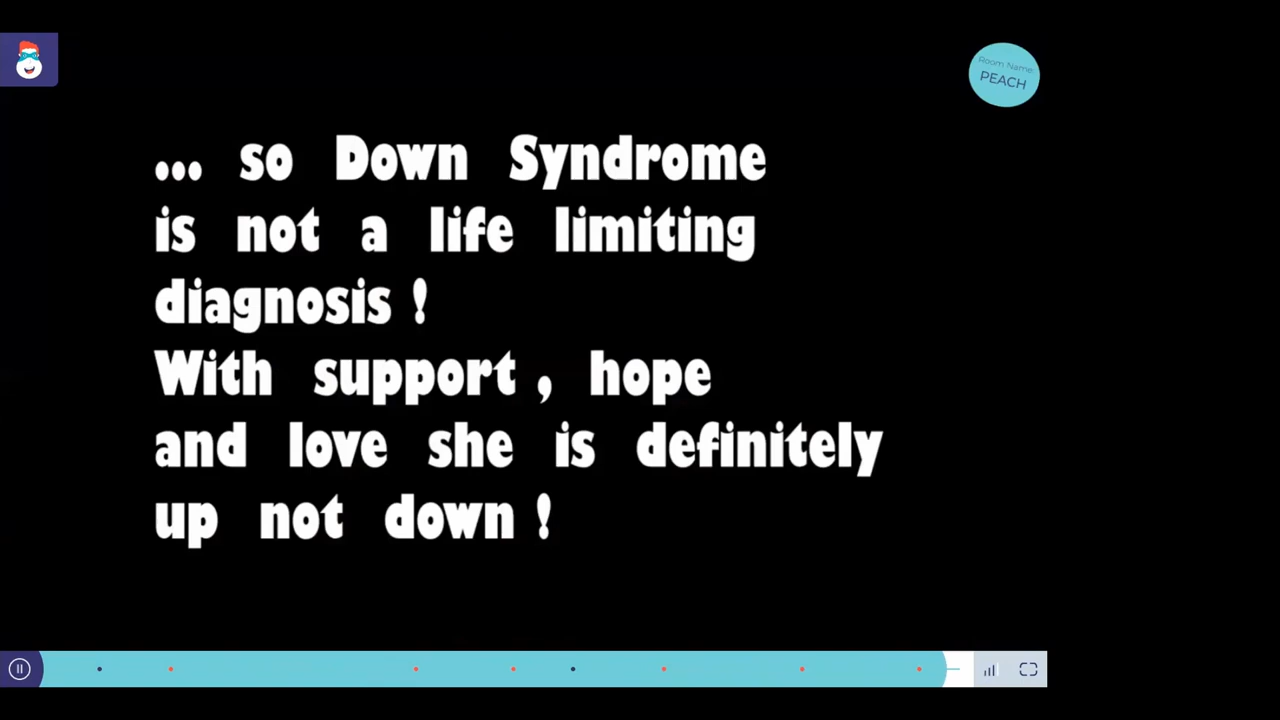 Room Name:
PEACH
... so Down Syndrome
is not a life limiting
diagnosis !
With support , hope
and love she is definitely
up not down !